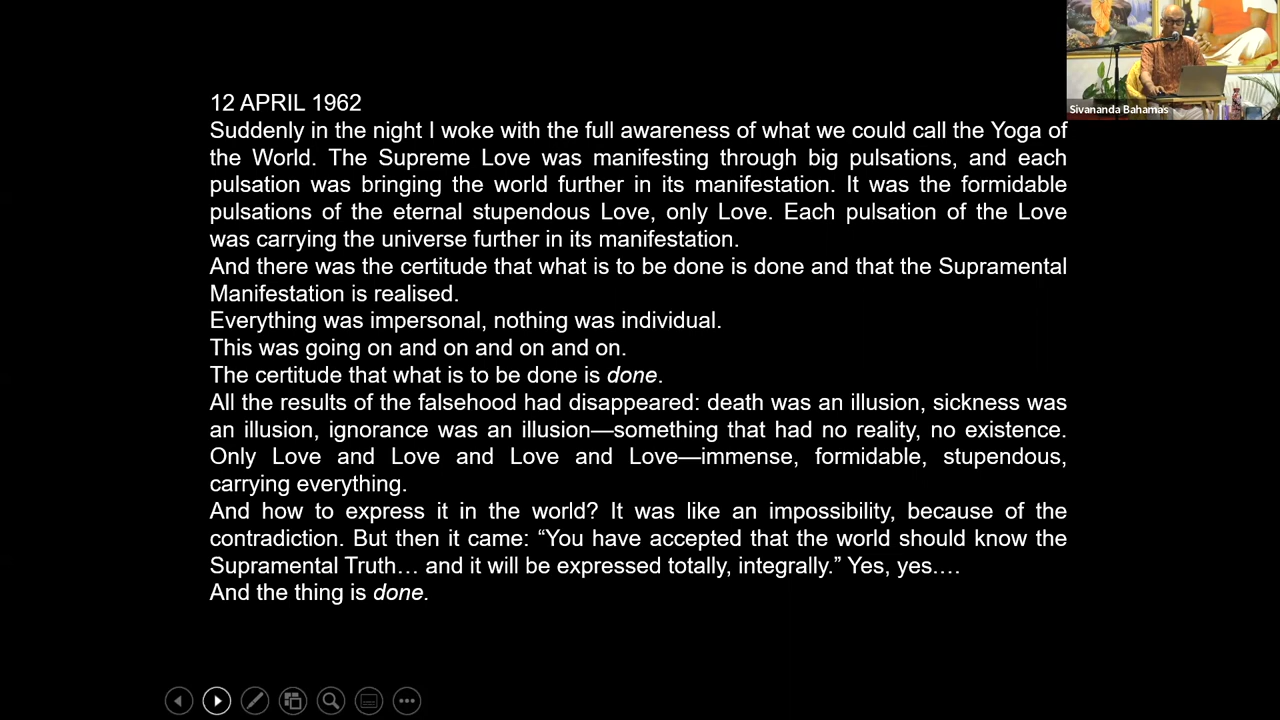 12 APRIL 1962
Suddenly in the night I woke with the full awareness of what we could call the Yoga of
the World. The Supreme Love was manifesting through big pulsations, and each
pulsation was bringing the world further in its manifestation. It was the formidable
pulsations of the eternal stupendous Love, only Love. Each pulsation of the Love
was carrying the universe further in its manifestation.
And there was the certitude that what is to be done is done and that the Supramental
Manifestation is realised.
Everything was impersonal, nothing was individual.
This was going on and on and on and on.
The certitude that what is to be done is done.
All the results of the falsehood had disappeared: death was an illusion, sickness was
an illusion, ignorance was an illusion—something that had no reality, no existence.
Only Love and Love and Love and Love—immense, formidable, stupendous,
carrying everything.
And how to express it in the world? It was like an impossibility, because of the
contradiction. But then it came: “You have accepted that the world should know the
Supramental Truth… and it will be expressed totally, integrally.” Yes, yes….
And the thing is done.
Sivananda Bahamas